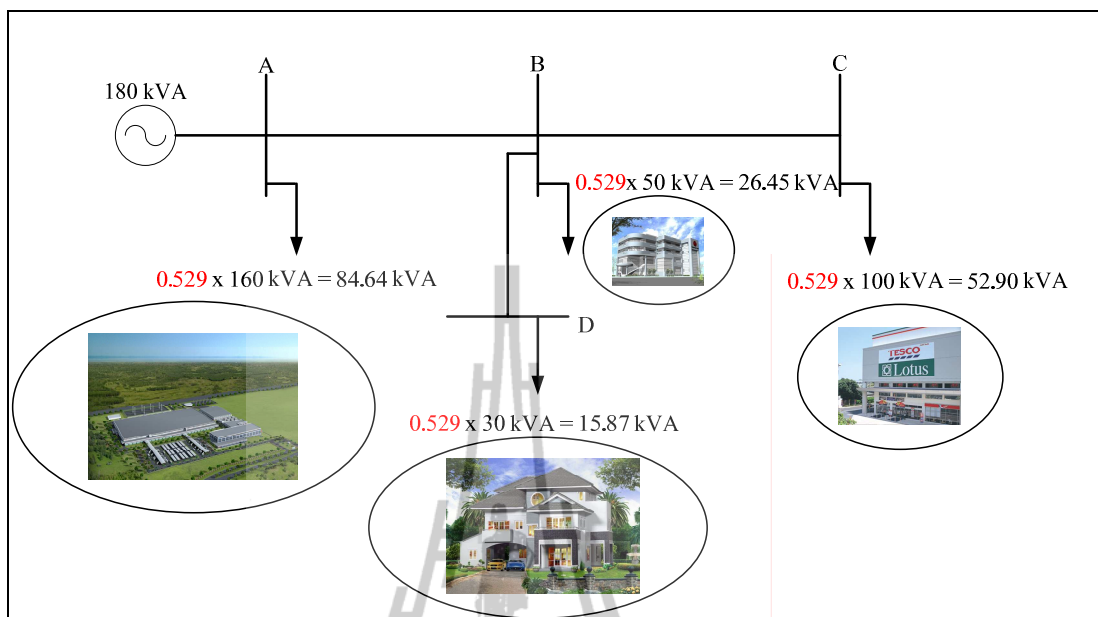 A
B
C
180 kVA
0.529 x 50 kVA = 26.45 kVA
0.529 x 160 kVA = 84.64 kVA
0.529 x 100 kVA = 52.90 kVA
D
TESCO
Lotus
0.529 x 30 kVA = 15.87 kVA